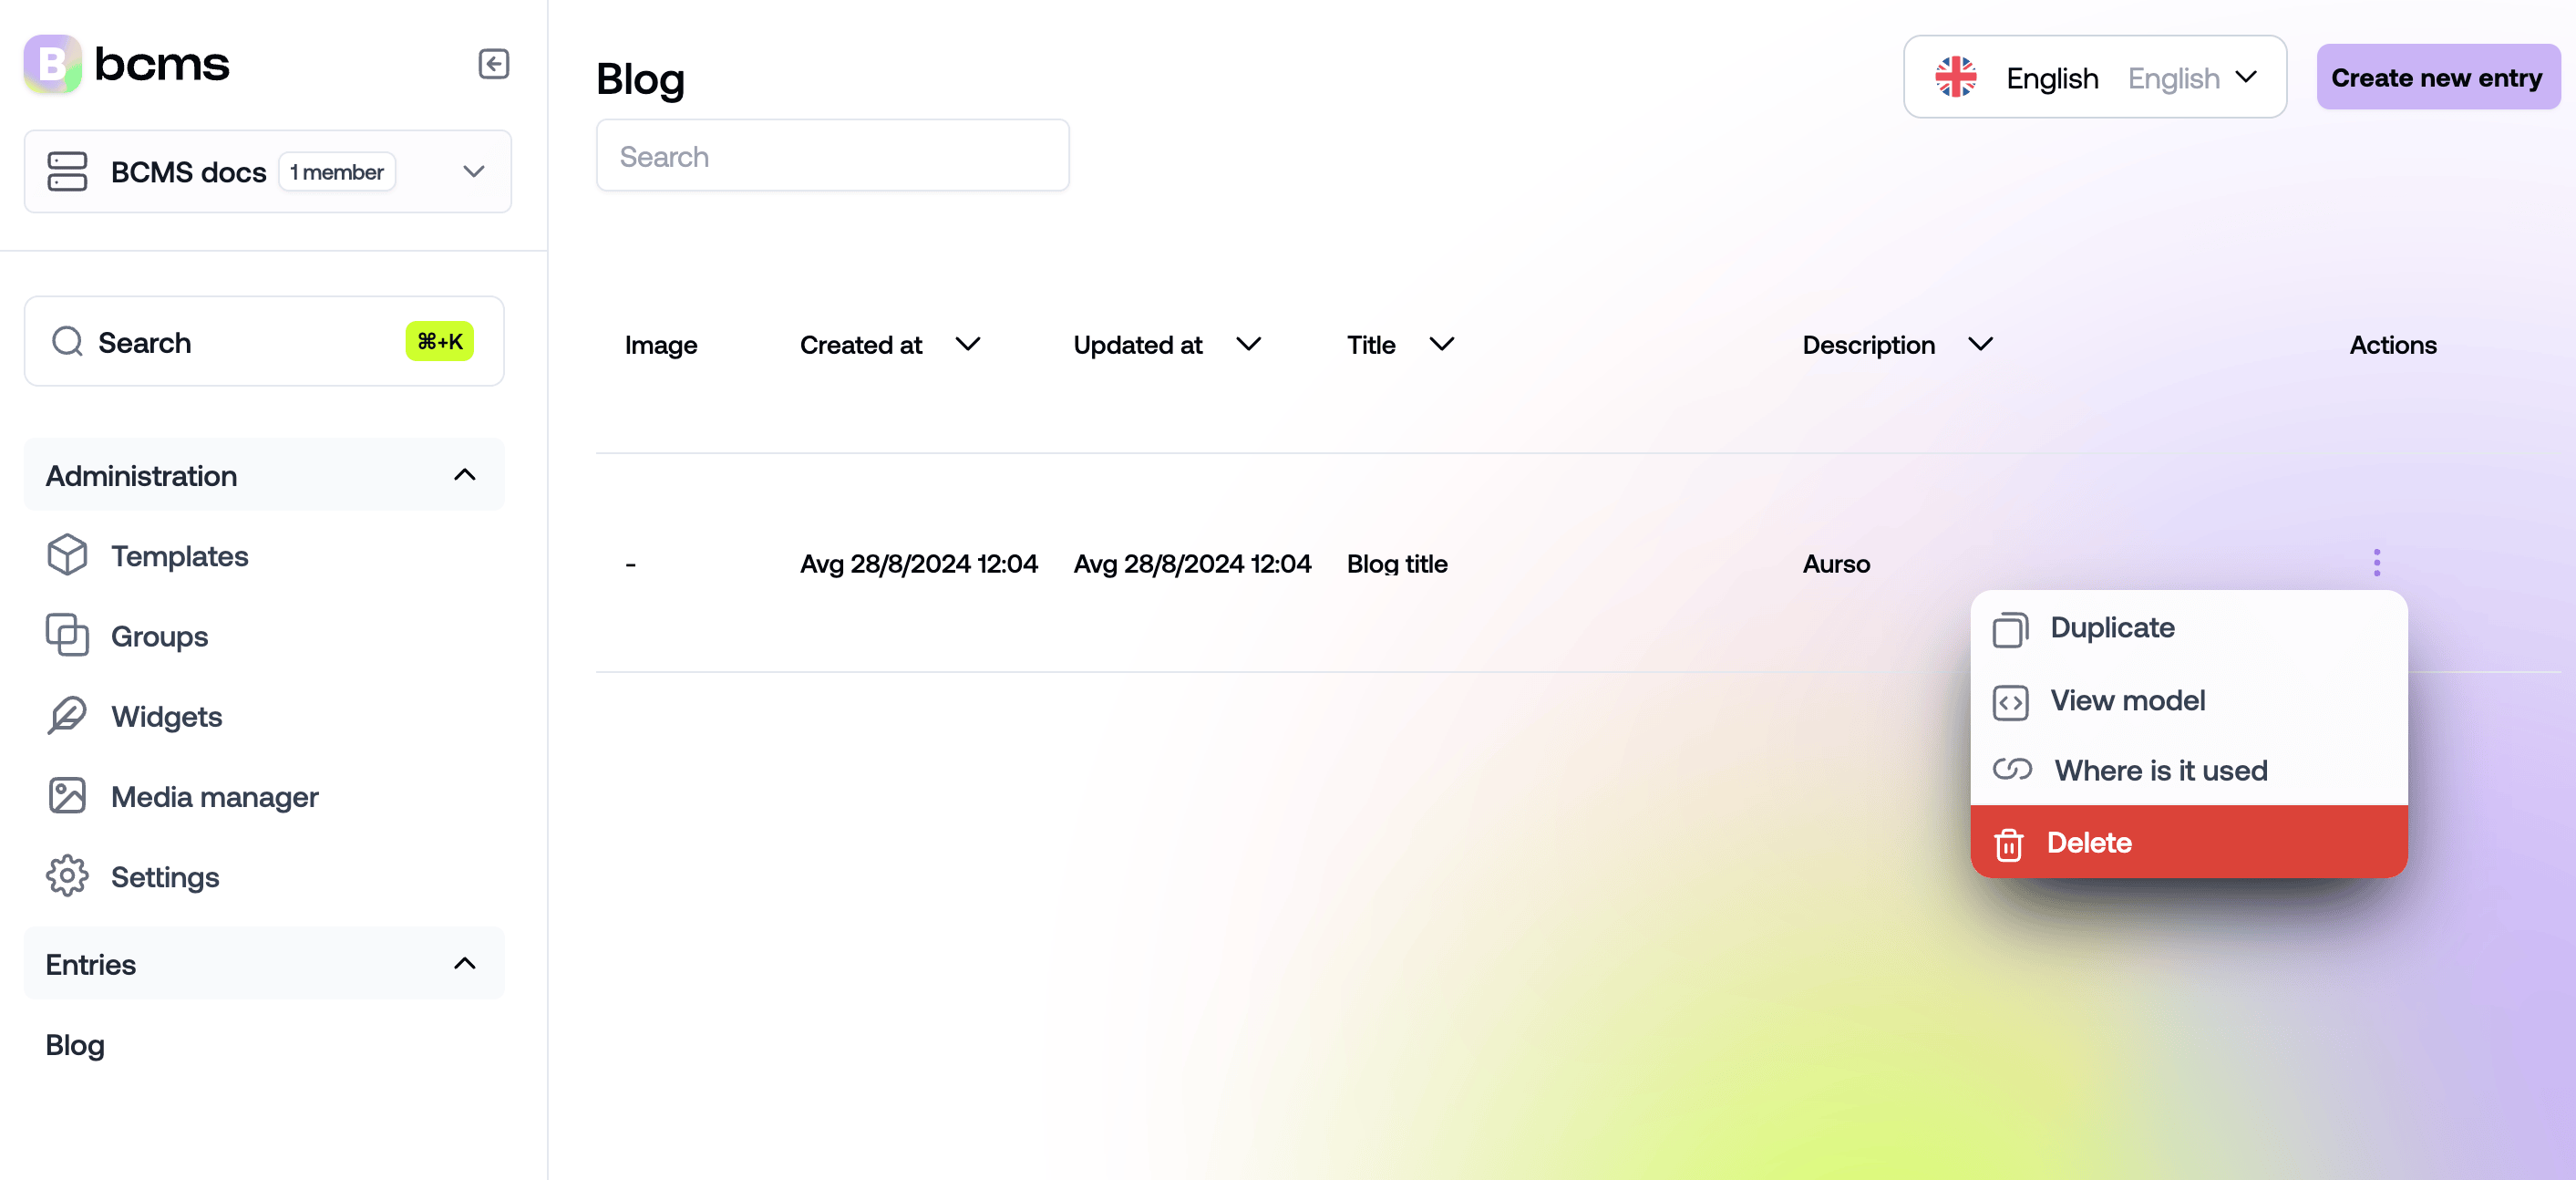 B bcms
BCMS docs 1 member
Search ⌘+K
Administration
Templates
Groups
Widgets
Media manager
Settings
Entries
Blog
Blog
English English
Create new entry
Search
Image Created at Updated at Title Description Actions
- Avg 28/8/2024 12:04 Avg 28/8/2024 12:04 Blog title Aurso
Duplicate
View model
Where is it used
Delete